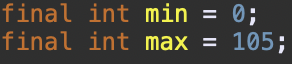 final int min = 0;
final int max = 105;